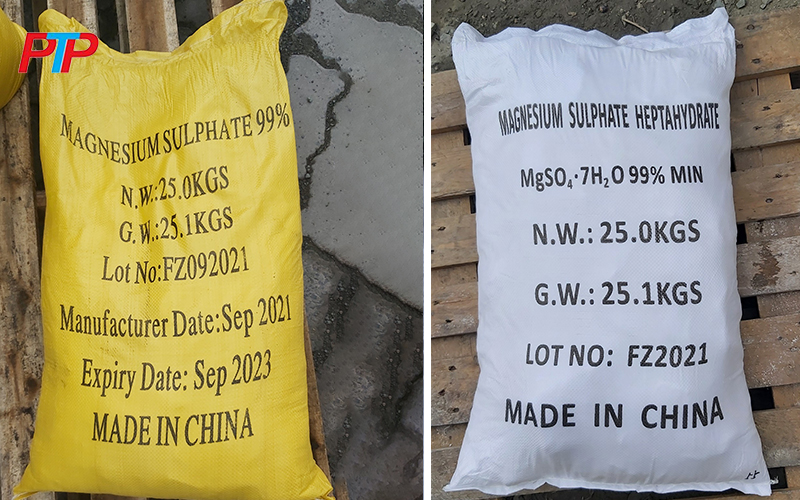 PTP
MAGNESIUM SULPHATE 99%
N.W.:25.0KGS
G.W.:25.1KGS
Lot No:FZ092021
Manufacturer Date:Sep 2021
Expiry Date: Sep 2023
MADE IN CHINA
MAGNESIUM SULPHATE HEPTAHYDRATE
MgSO₄·7H₂O 99% MIN
N.W.: 25.0KGS
G.W.: 25.1KGS
LOT NO: FZ2021
MADE IN CHINA